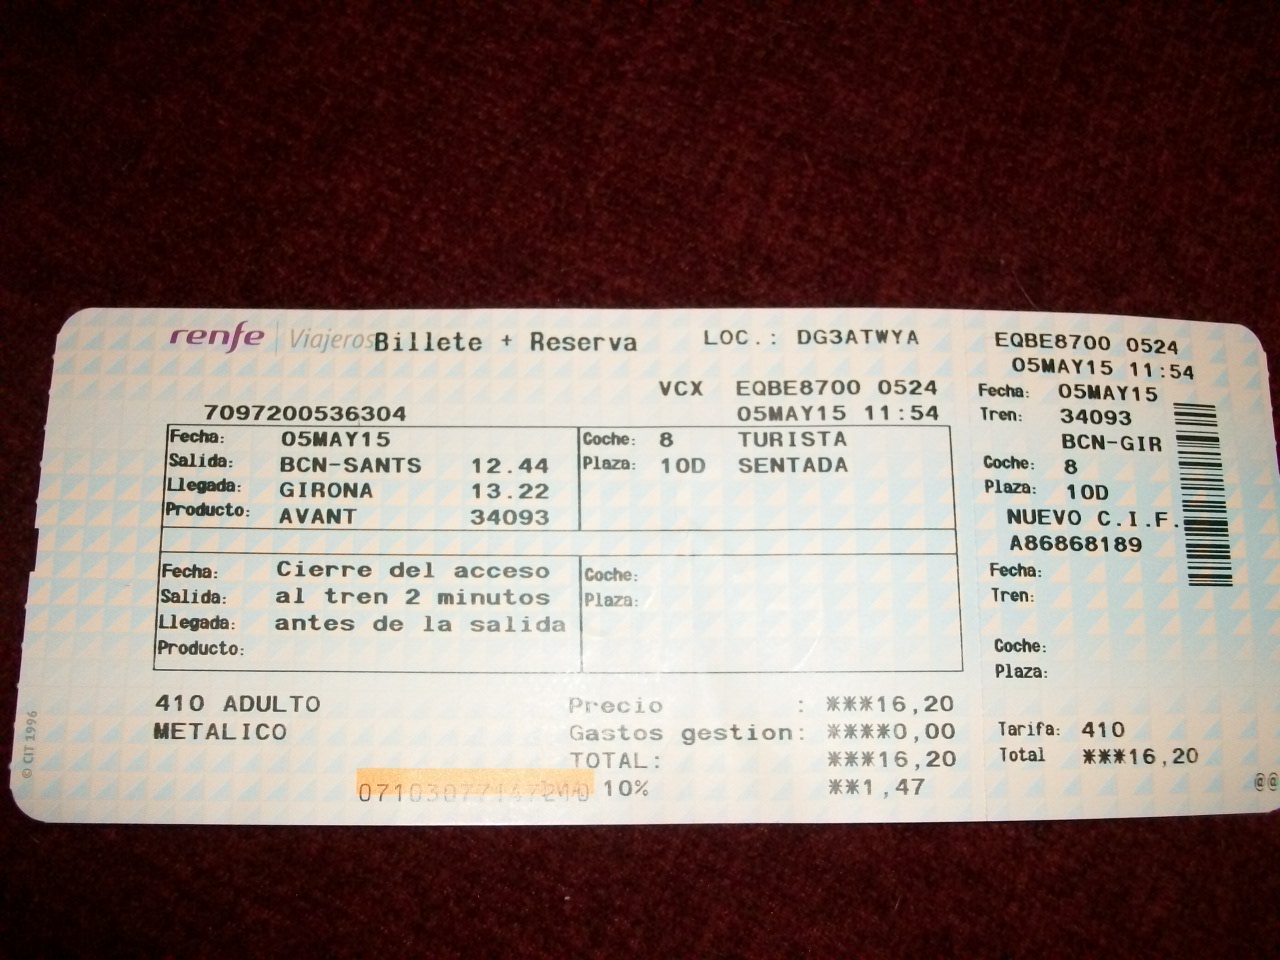 renfe Viajeros Billete + Reserva LOC.: DG3ATWYA
VCX EQBE8700 0524
7097200536304 05MAY15 11:54
Fecha: 05MAY15 Coche: 8 TURISTA
Salida: BCN-SANTS 12.44 Plaza: 10D SENTADA
Llegada: GIRONA 13.22
Producto: AVANT 34093
Fecha: Cierre del acceso Coche:
Salida: al tren 2 minutos Plaza:
Llegada: antes de la salida
Producto:
410 ADULTO Precio : ***16,20
METALICO Gastos gestion: ****0,00
TOTAL: ***16,20
10% **1,47
© CIT 1996
EQBE8700 0524
05MAY15 11:54
Fecha: 05MAY15
Tren: 34093
BCN-GIR
Coche: 8
Plaza: 10D
NUEVO C.I.F.
A86868189
Fecha:
Tren:
Coche:
Plaza:
Tarifa: 410
Total ***16,20
@@